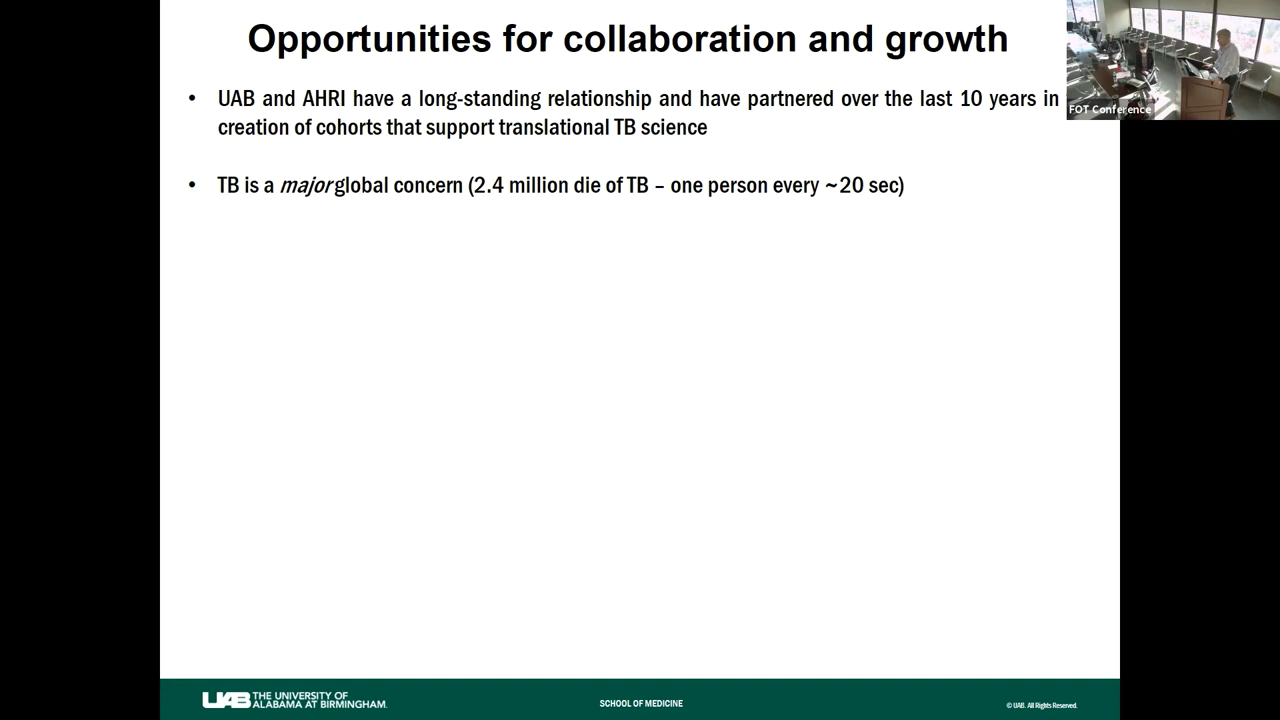 Opportunities for collaboration and growth
• UAB and AHRI have a long-standing relationship and have partnered over the last 10 years in
creation of cohorts that support translational TB science
• TB is a major global concern (2.4 million die of TB – one person every ~20 sec)
FOT Conference
UAB THE UNIVERSITY OF
ALABAMA AT BIRMINGHAM.
SCHOOL OF MEDICINE
© UAB. All Rights Reserved.